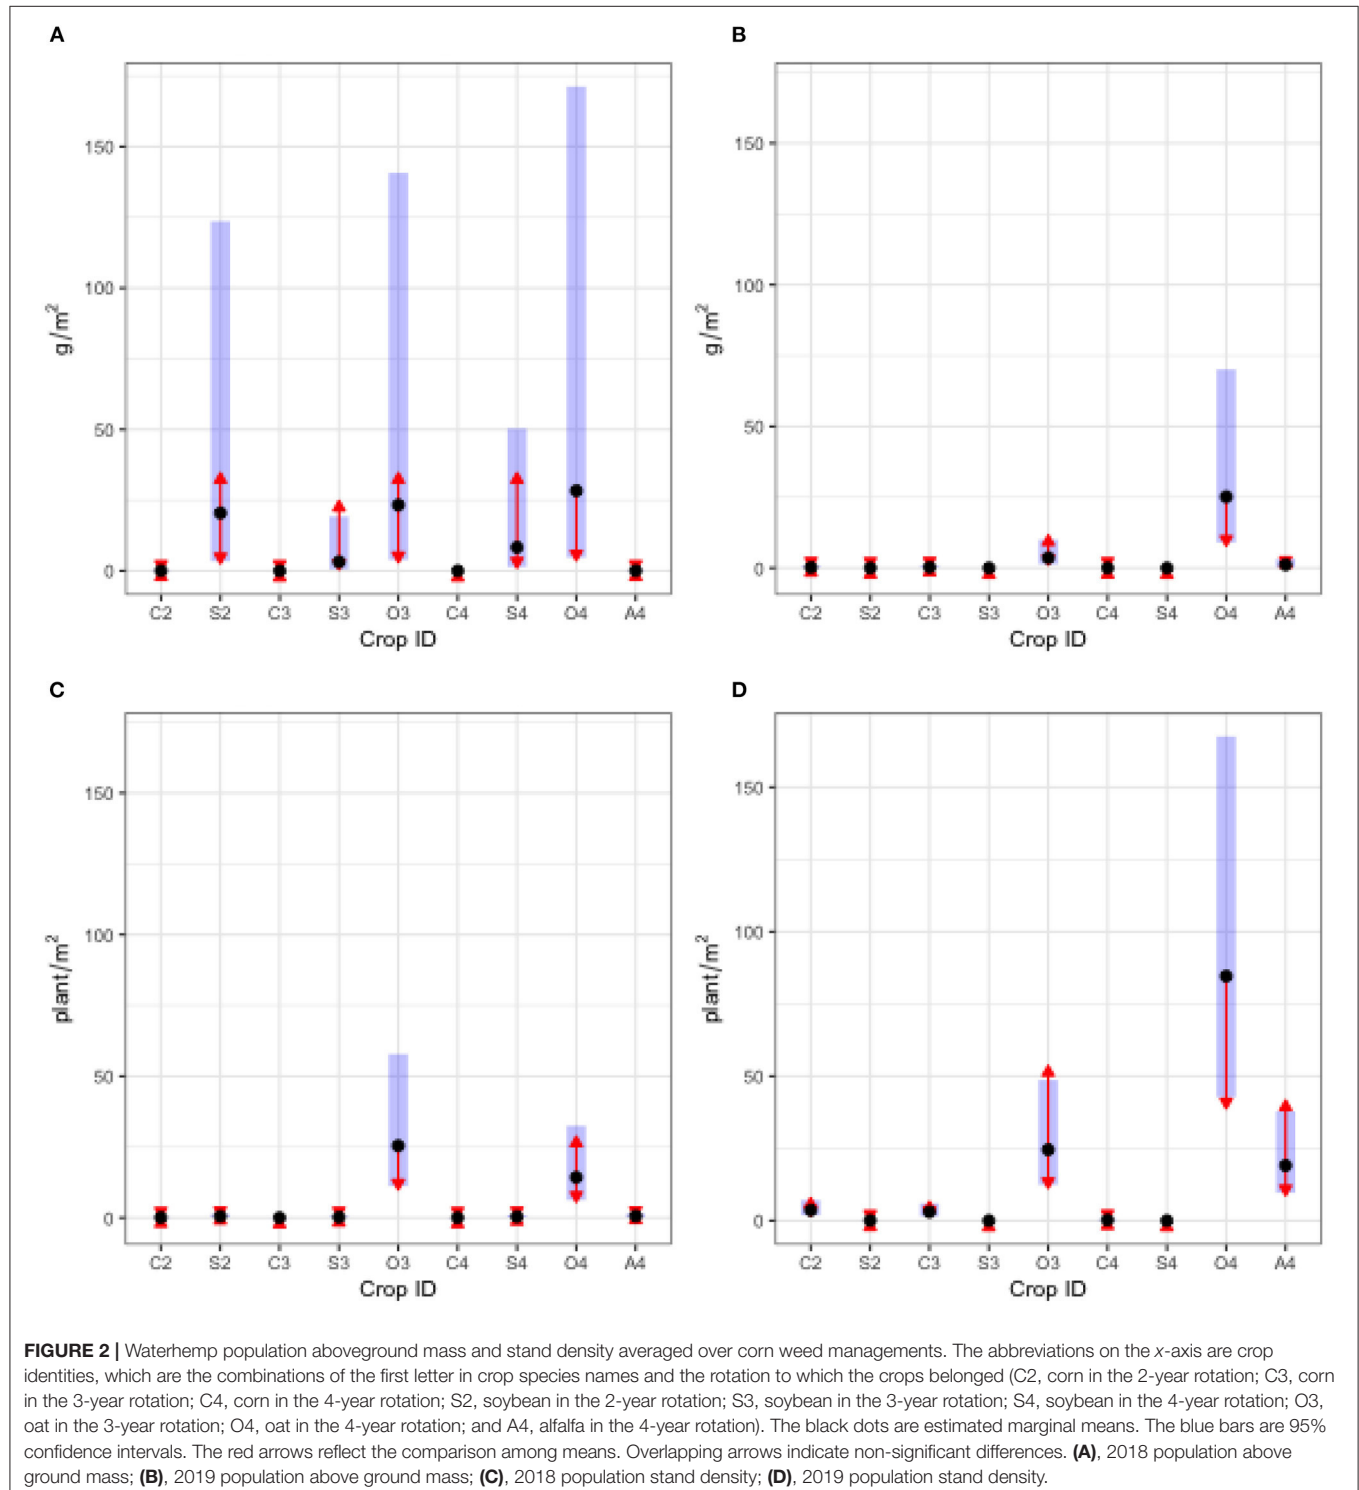 A
B
150
100
50
0
g/m²
C2 S2 C3 S3 O3 C4 S4 O4 A4
Crop ID
150
100
50
0
g/m²
C2 S2 C3 S3 O3 C4 S4 O4 A4
Crop ID
C
D
150
100
50
0
plant/m²
C2 S2 C3 S3 O3 C4 S4 O4 A4
Crop ID
150
100
50
0
plant/m²
C2 S2 C3 S3 O3 C4 S4 O4 A4
Crop ID
FIGURE 2 | Waterhemp population aboveground mass and stand density averaged over corn weed managements. The abbreviations on the x-axis are crop
identities, which are the combinations of the first letter in crop species names and the rotation to which the crops belonged (C2, corn in the 2-year rotation; C3, corn
in the 3-year rotation; C4, corn in the 4-year rotation; S2, soybean in the 2-year rotation; S3, soybean in the 3-year rotation; S4, soybean in the 4-year rotation; O3,
oat in the 3-year rotation; O4, oat in the 4-year rotation; and A4, alfalfa in the 4-year rotation). The black dots are estimated marginal means. The blue bars are 95%
confidence intervals. The red arrows reflect the comparison among means. Overlapping arrows indicate non-significant differences. (A), 2018 population above
ground mass; (B), 2019 population above ground mass; (C), 2018 population stand density; (D), 2019 population stand density.